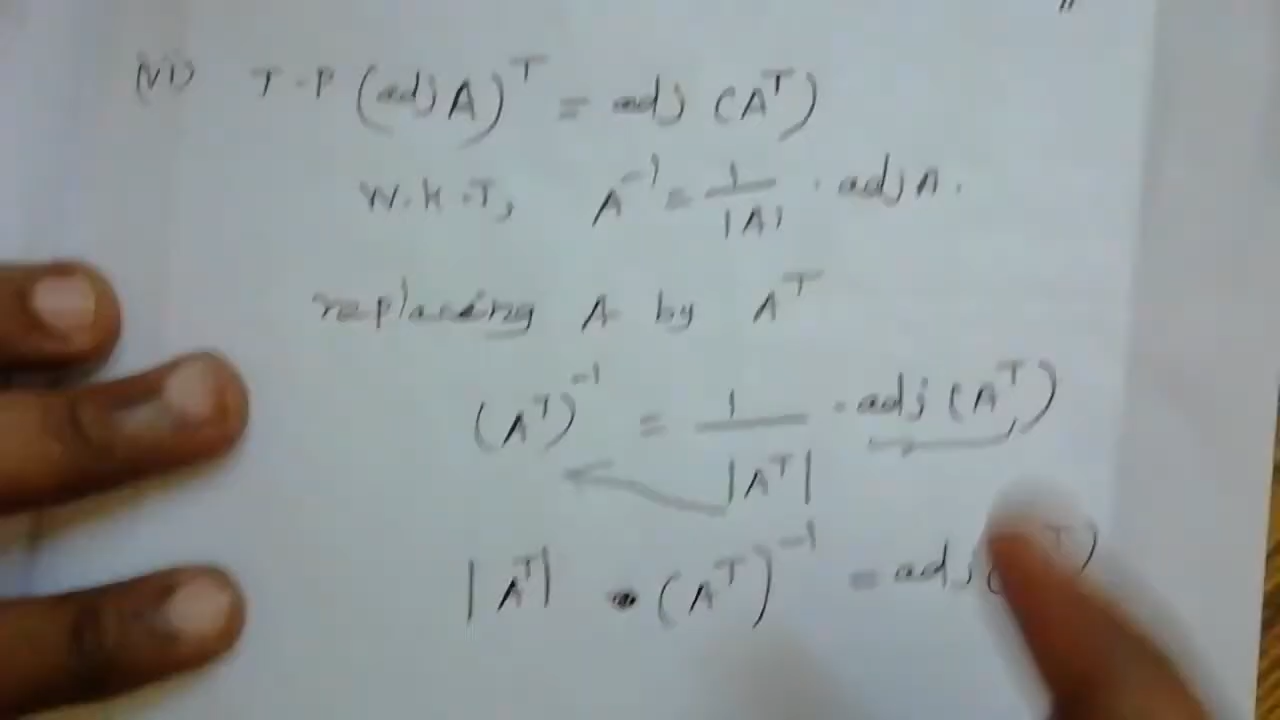 (vi) T.P (adj A)ᵀ = adj (Aᵀ)
W.K.T, A⁻¹ = 1/|A| . adj A.
replacing A by Aᵀ
(Aᵀ)⁻¹ = 1/|Aᵀ| . adj (Aᵀ)
|Aᵀ| . (Aᵀ)⁻¹ = adj ( ᵀ)